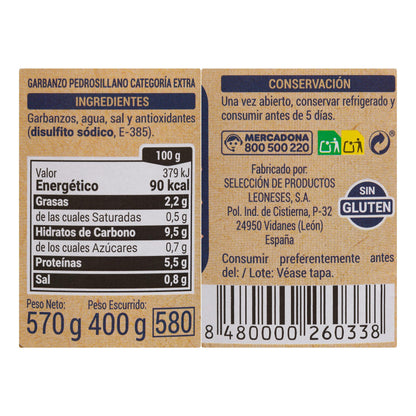 GARBANZO PEDROSILLANO CATEGORÍA EXTRA
INGREDIENTES
Garbanzos, agua, sal y antioxidantes
(disulfito sódico, E-385).
100 g
Valor 379 kJ
Energético 90 kcal
Grasas 2,2 g
de las cuales Saturadas 0,5 g
Hidratos de Carbono 9,5 g
de los cuales Azúcares 0,7 g
Proteínas 5,5 g
Sal 0,8 g
Peso Neto: Peso Escurrido:
570 g 400 g 580
CONSERVACIÓN
Una vez abierto, conservar refrigerado y
consumir antes de 5 días.
MERCADONA
800 500 220
Fabricado por:
SELECCIÓN DE PRODUCTOS
LEONESES, S.A.
Pol. Ind. de Cistierna, P-32
24950 Vidanes (León)
España
SIN
GLUTEN
Consumir preferentemente antes
del: / Lote: Véase tapa.
8 480000 260338